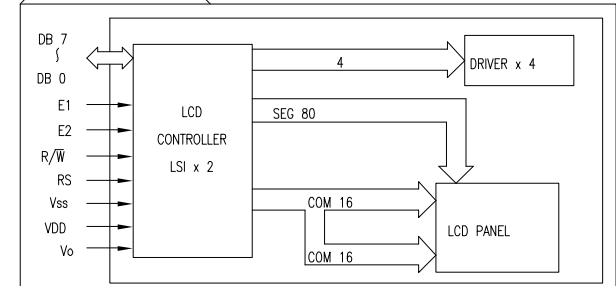 DB 7
DB 0
E1
E2
R/W̅
RS
Vss
VDD
Vo
LCD
CONTROLLER
LSI x 2
4
DRIVER x 4
SEG 80
COM 16
COM 16
LCD PANEL